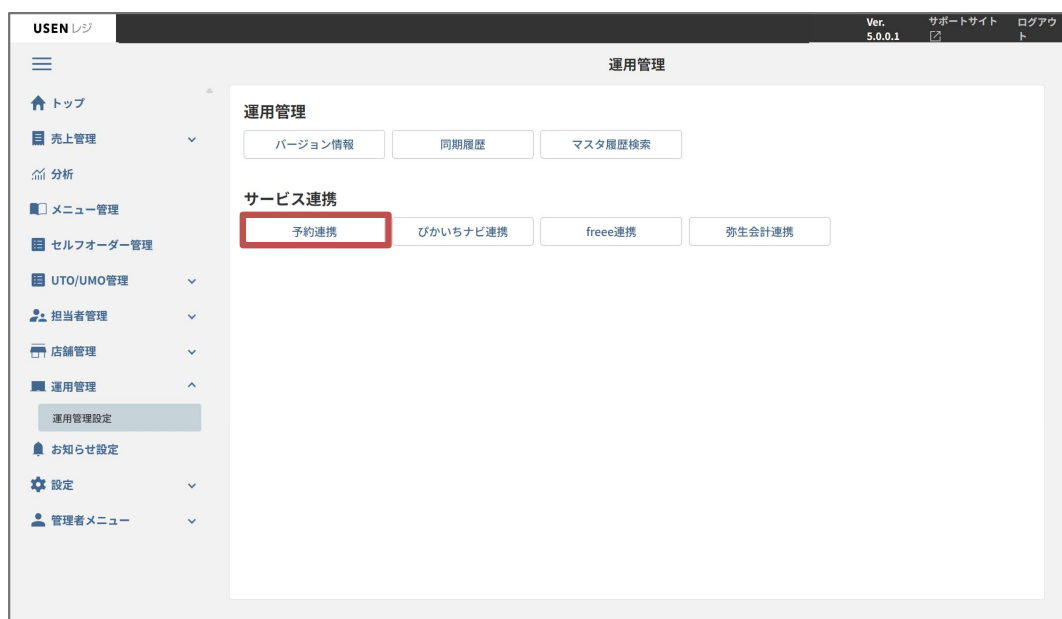 USEN レジ
Ver.
5.0.0.1
サポートサイト
ログアウ
ト
運用管理
トップ
売上管理
分析
メニュー管理
セルフオーダー管理
UTO/UMO管理
担当者管理
店舗管理
運用管理
運用管理設定
お知らせ設定
設定
管理者メニュー
運用管理
バージョン情報 同期履歴 マスタ履歴検索
サービス連携
予約連携 ぴかいちナビ連携 freee連携 弥生会計連携